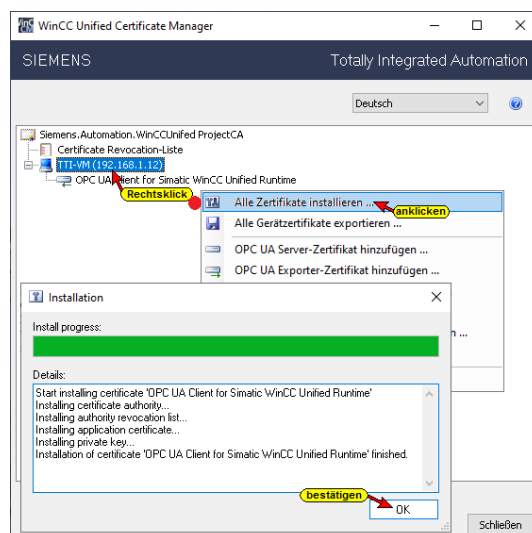 WinCC Unified Certificate Manager
SIEMENS
Totally Integrated Automation
Deutsch
Siemens.Automation.WinCCUnifed ProjectCA
Certificate Revocation-Liste
TTI-VM (192.168.1.12)
OPC UA Client for Simatic WinCC Unified Runtime
Rechtsklick
Alle Zertifikate installieren ...
anklicken
Alle Gerätzertifikate exportieren ...
OPC UA Server-Zertifikat hinzufügen ...
OPC UA Exporter-Zertifikat hinzufügen ...
n ...
Installation
Install progress:
Details:
Start installing certificate 'OPC UA Client for Simatic WinCC Unified Runtime'
Installing certificate authority...
Installing authority revocation list...
Installing application certificate...
Installing private key...
Installation of certificate 'OPC UA Client for Simatic WinCC Unified Runtime' finished.
bestätigen
OK
Schließen